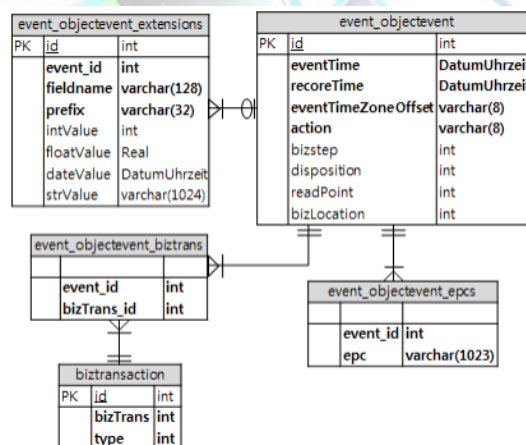 event_objectevent_extensions
PK id int
event_id int
fieldname varchar(128)
prefix varchar(32)
intValue int
floatValue Real
dateValue DatumUhrzeit
strValue varchar(1024)
event_objectevent
PK id int
eventTime DatumUhrzeit
recoreTime DatumUhrzeit
eventTimeZoneOffset varchar(8)
action varchar(8)
bizstep int
disposition int
readPoint int
bizLocation int
event_objectevent_biztrans
event_id int
bizTrans_id int
event_objectevent_epcs
event_id int
epc varchar(1023)
biztransaction
PK id int
bizTrans int
type int